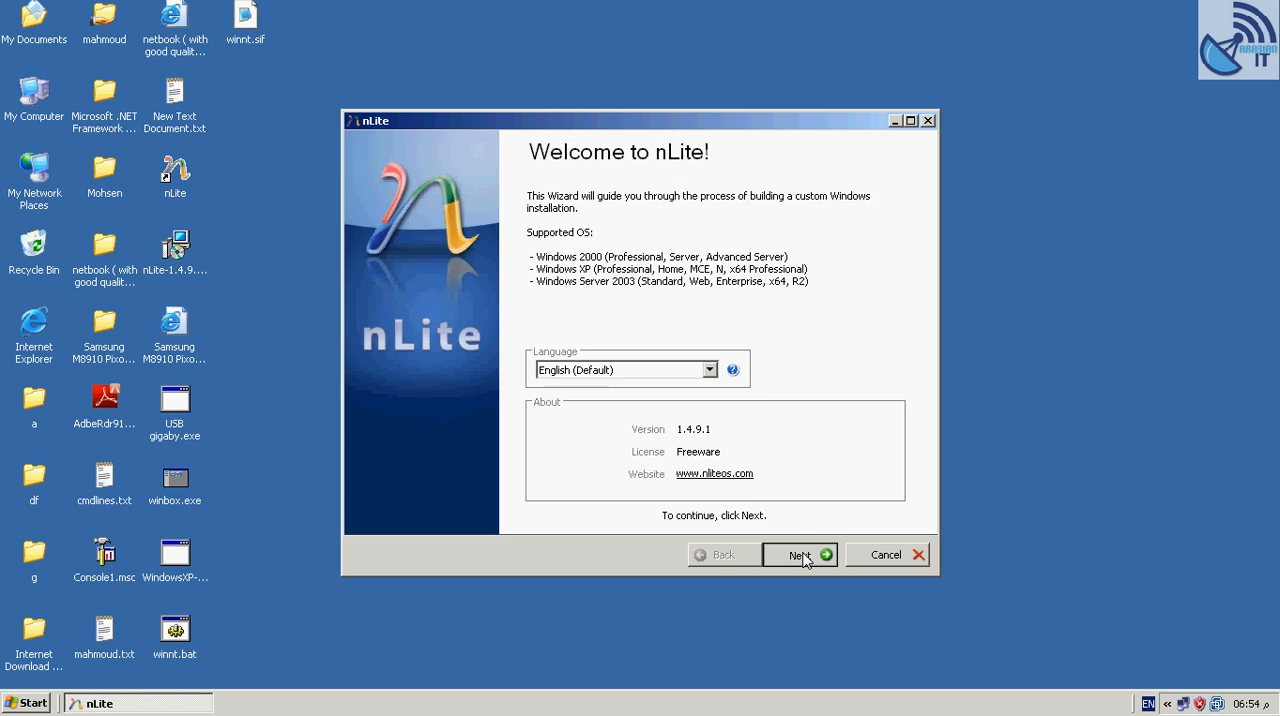 My Documents
mahmoud
netbook ( with
good qualit...
winnt.sif
ARABIAN
IT
My Computer
Microsoft .NET
Framework ...
New Text
Document.txt
My Network
Places
Mohsen
nLite
Recycle Bin
netbook ( with
good qualit...
nLite-1.4.9....
Internet
Explorer
Samsung
M8910 Pixo...
Samsung
M8910 Pixo...
a
AdbeRdr91...
USB
gigaby.exe
df
cmdlines.txt
winbox.exe
g
Console1.msc
WindowsXP-...
Internet
Download ...
mahmoud.txt
winnt.bat
nLite
Welcome to nLite!
This Wizard will guide you through the process of building a custom Windows
installation.
Supported OS:
- Windows 2000 (Professional, Server, Advanced Server)
- Windows XP (Professional, Home, MCE, N, x64 Professional)
- Windows Server 2003 (Standard, Web, Enterprise, x64, R2)
nLite
Language
English (Default)
About
Version 1.4.9.1
License Freeware
Website www.nliteos.com
To continue, click Next.
Back
Next
Cancel
Start
nLite
EN
06:54 م